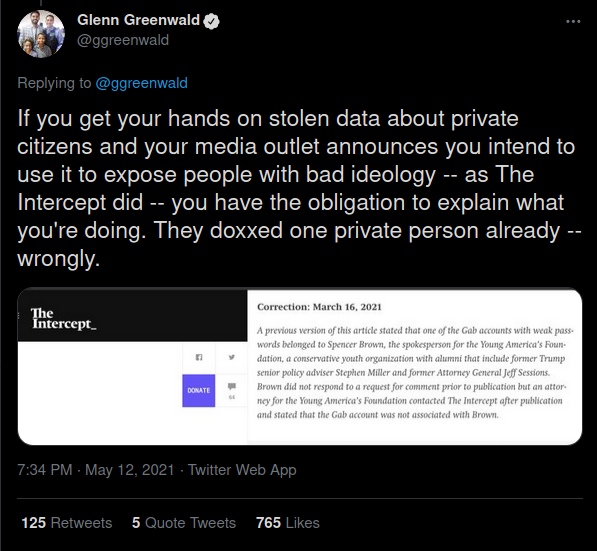 Glenn Greenwald
@ggreenwald
Replying to @ggreenwald
If you get your hands on stolen data about private
citizens and your media outlet announces you intend to
use it to expose people with bad ideology -- as The
Intercept did -- you have the obligation to explain what
you're doing. They doxxed one private person already --
wrongly.
The
Intercept_
DONATE
64
Correction: March 16, 2021
A previous version of this article stated that one of the Gab accounts with weak pass-
words belonged to Spencer Brown, the spokesperson for the Young America's Foun-
dation, a conservative youth organization with alumni that include former Trump
senior policy adviser Stephen Miller and former Attorney General Jeff Sessions.
Brown did not respond to a request for comment prior to publication but an attor-
ney for the Young America's Foundation contacted The Intercept after publication
and stated that the Gab account was not associated with Brown.
7:34 PM · May 12, 2021 · Twitter Web App
125 Retweets 5 Quote Tweets 765 Likes